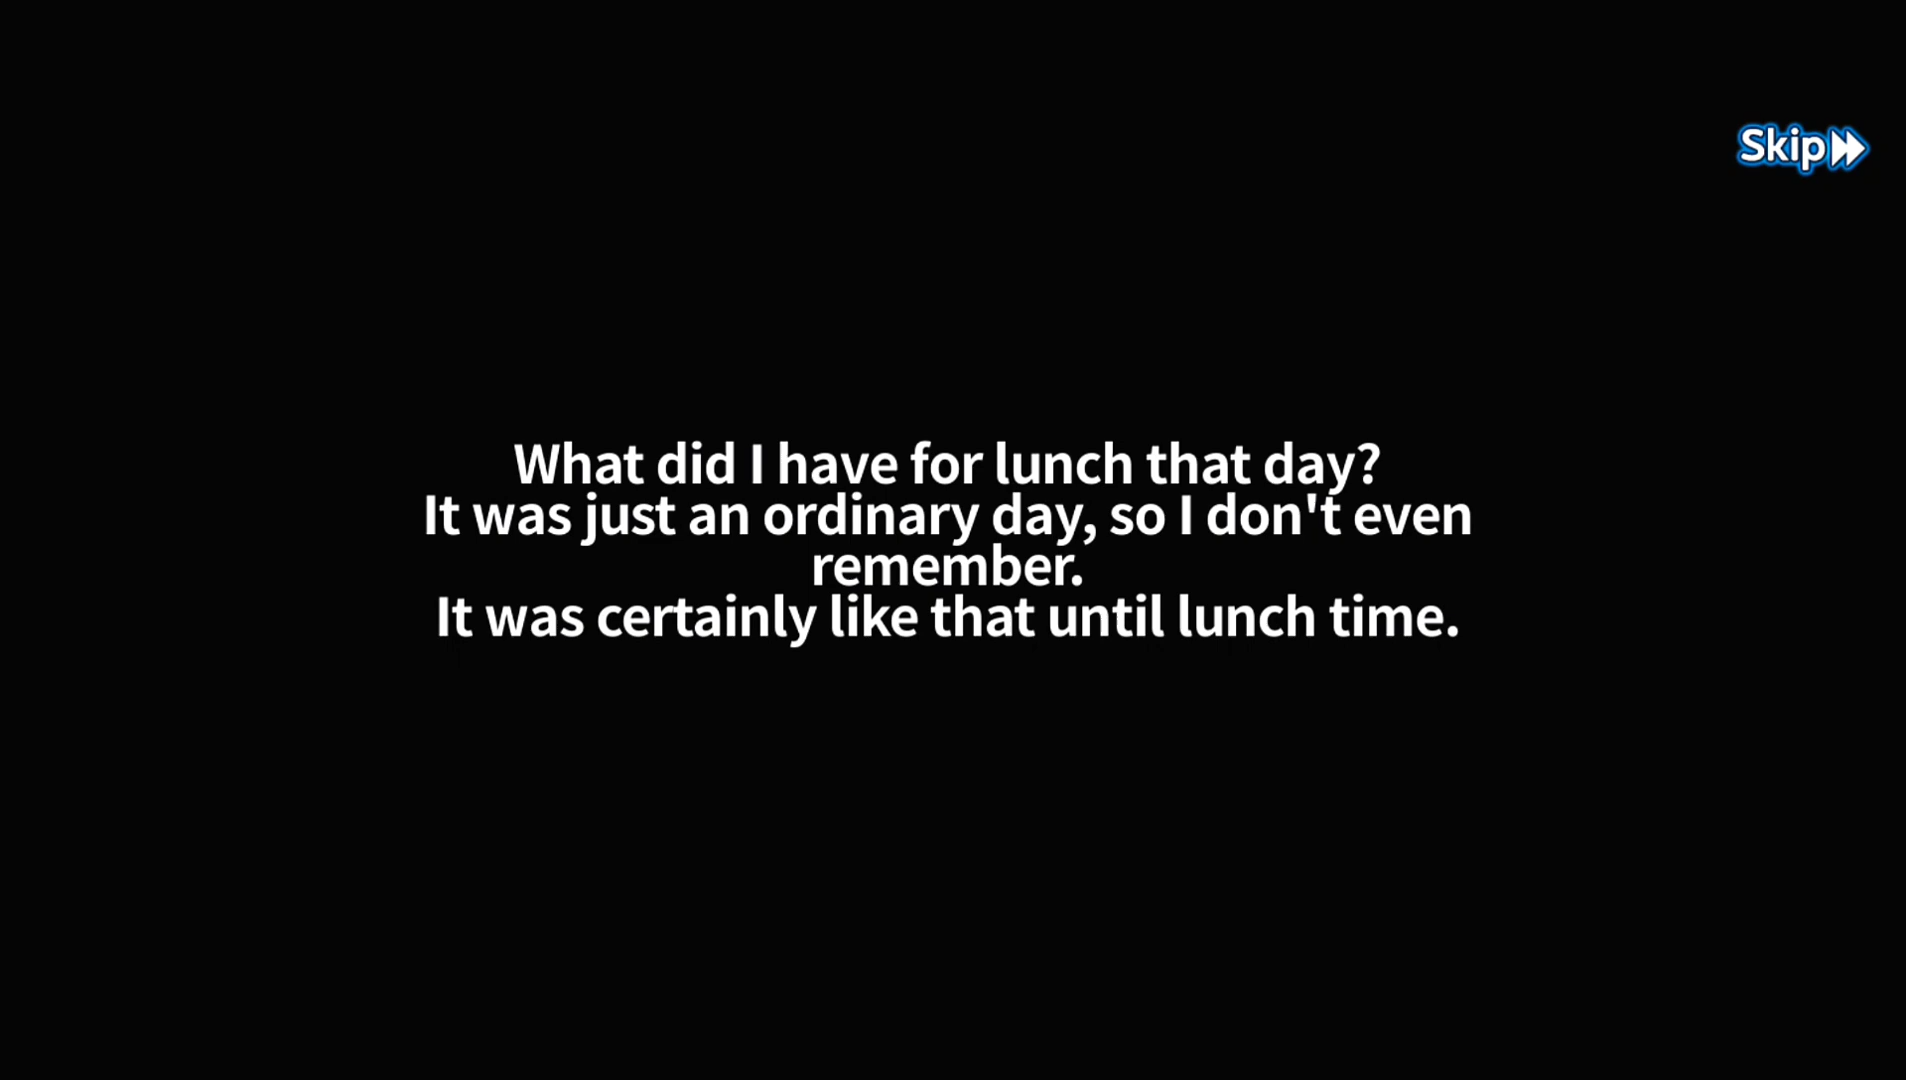 Skip
What did I have for lunch that day?
It was just an ordinary day, so I don't even
remember.
It was certainly like that until lunch time.